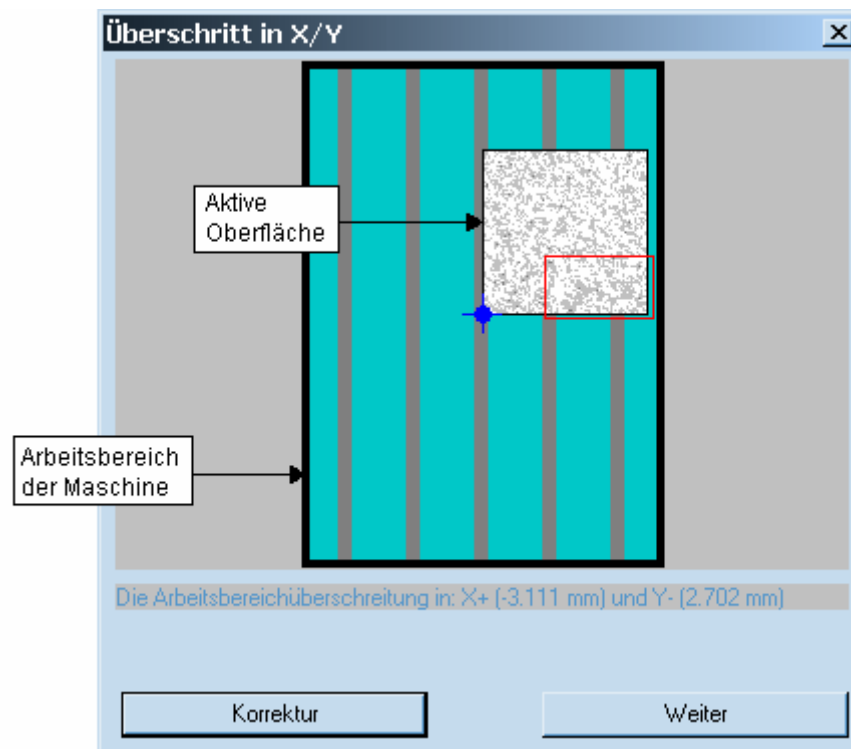 Überschritt in X/Y
Aktive
Oberfläche
Arbeitsbereich
der Maschine
Die Arbeitsbereichüberschreitung in: X+ (-3.111 mm) und Y- (2.702 mm)
Korrektur
Weiter